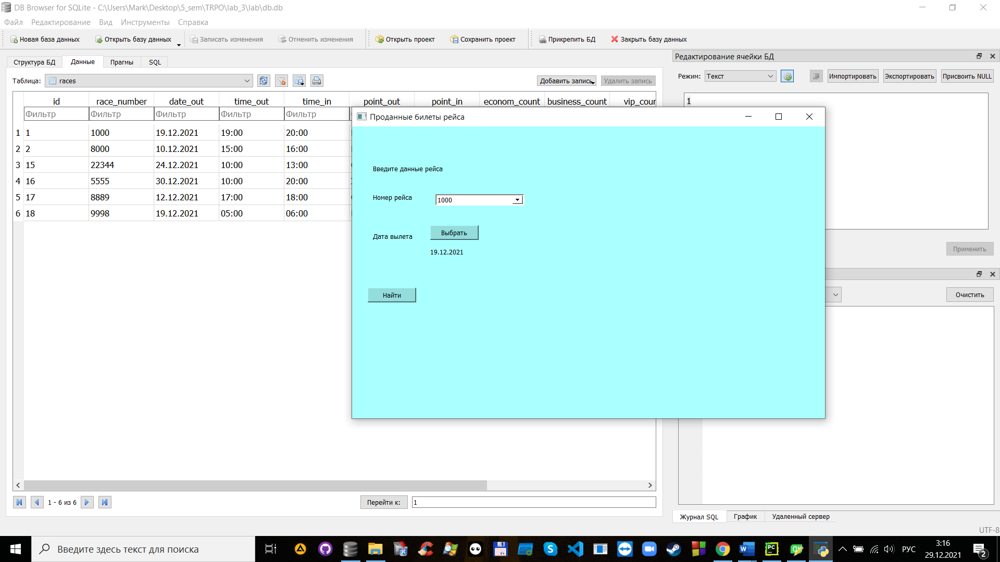 DB Browser for SQLite - C:\Users\Mark\Desktop\5_sem\TRPO\lab_3\lab\db.db
Файл Редактирование Вид Инструменты Справка
Новая база данных Открыть базу данных Записать изменения Отменить изменения Открыть проект Сохранить проект Прикрепить БД Закрыть базу данных
Структура БД Данные Прагмы SQL
Таблица: races Добавить запись Удалить запись
id race_number date_out time_out time_in point_out point_in econom_count business_count vip_cour
Фильтр Фильтр Фильтр Фильтр Фильтр
1 1 1000 19.12.2021 19:00 20:00
2 2 8000 10.12.2021 15:00 16:00
3 15 22344 24.12.2021 10:00 13:00
4 16 5555 30.12.2021 10:00 20:00
5 17 8889 12.12.2021 17:00 18:00
6 18 9998 19.12.2021 05:00 06:00
1 - 6 из 6 Перейти к: 1
Проданные билеты рейса
Введите данные рейса
Номер рейса 1000
Дата вылета Выбрать
19.12.2021
Найти
Редактирование ячейки БД
Режим: Текст Импортировать Экспортировать Присвоить NULL
1
Применить
Очистить
Журнал SQL График Удаленный сервер
UTF-8
Введите здесь текст для поиска
64
W
PC
РУС
3:16
29.12.2021
2